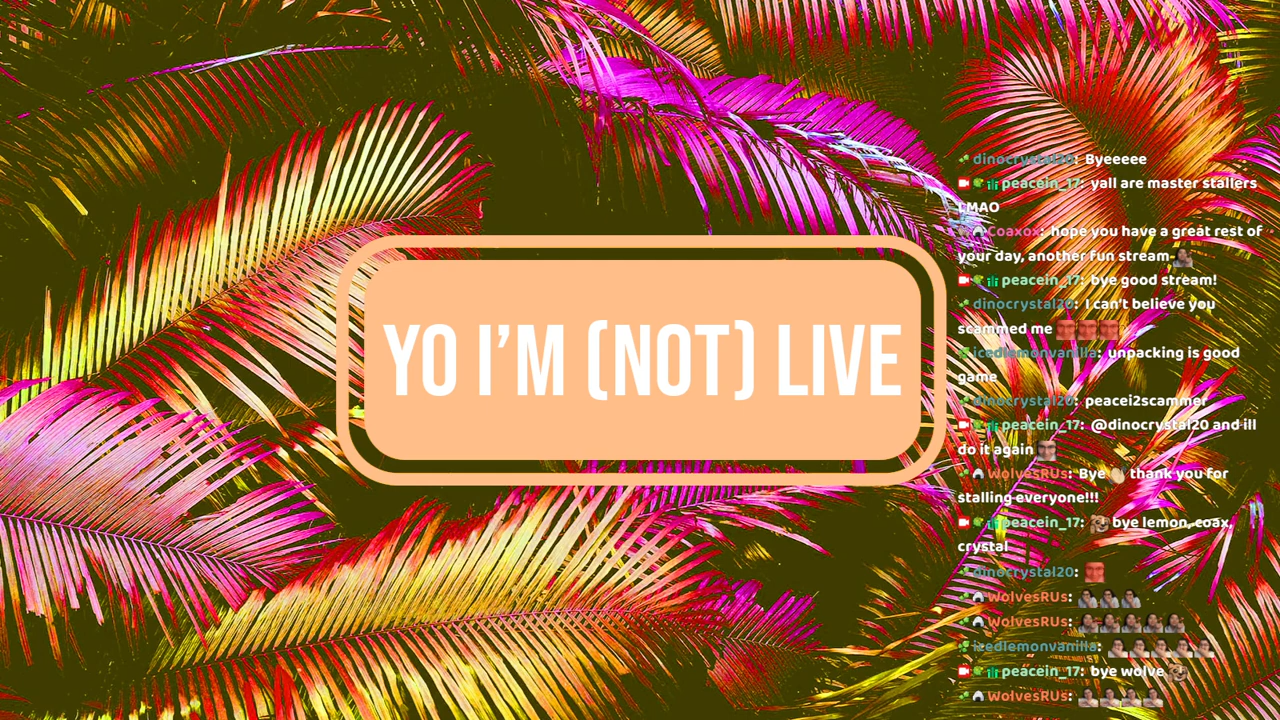 YO I’M (NOT) LIVE
dinocrystal20: Byeeeee
peacein_17: yall are master stallers
LMAO
Coaxox: hope you have a great rest of
your day, another fun stream
peacein_17: bye good stream!
dinocrystal20: I can't believe you
scammed me
icedlemonvanilla: unpacking is good
game
dinocrystal20: peacei2scammer
peacein_17: @dinocrystal20 and ill
do it again
WolvesRUs: Bye thank you for
stalling everyone!!!
peacein_17: bye lemon, coax,
crystal
dinocrystal20:
WolvesRUs:
WolvesRUs:
icedlemonvanilla:
peacein_17: bye wolve
WolvesRUs: